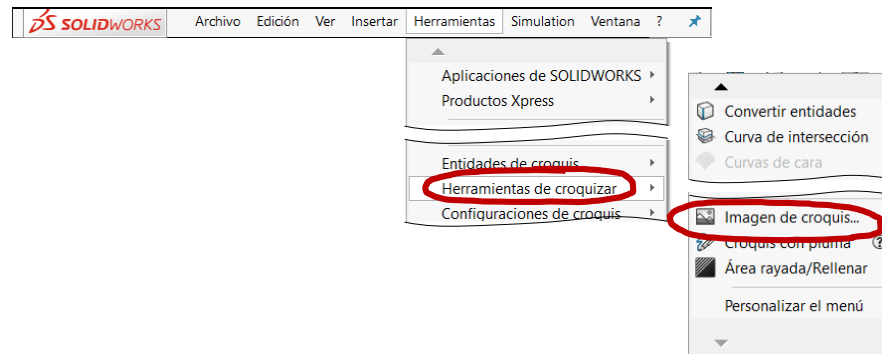 SOLIDWORKS Archivo Edición Ver Insertar Herramientas Simulation Ventana ?
Aplicaciones de SOLIDWORKS
Productos Xpress
Entidades de croquis
Herramientas de croquizar
Configuraciones de croquis
Convertir entidades
Curva de intersección
Curvas de cara
Imagen de croquis...
Croquis con pluma
Área rayada/Rellenar
Personalizar el menú